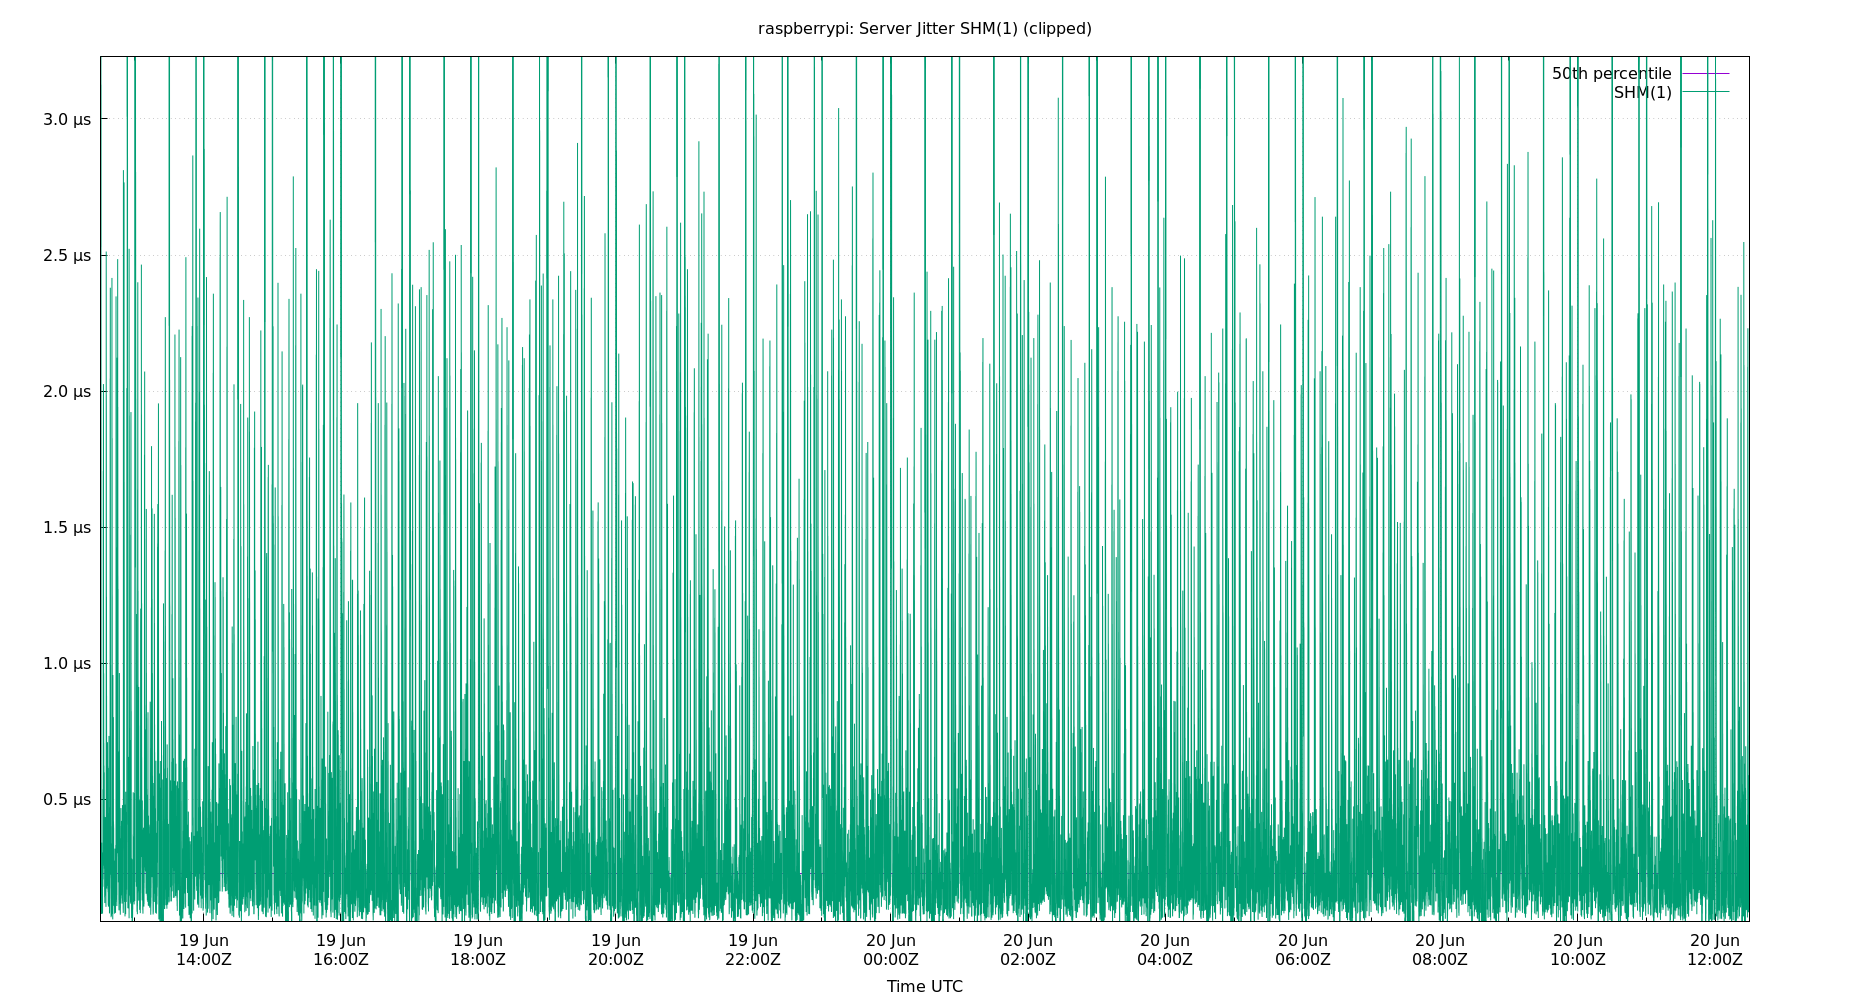 raspberrypi: Server Jitter SHM(1) (clipped)
50th percentile
SHM(1)
3.0 µs
2.5 µs
2.0 µs
1.5 µs
1.0 µs
0.5 µs
19 Jun 19 Jun 19 Jun 19 Jun 19 Jun 20 Jun 20 Jun 20 Jun 20 Jun 20 Jun 20 Jun 20 Jun
14:00Z 16:00Z 18:00Z 20:00Z 22:00Z 00:00Z 02:00Z 04:00Z 06:00Z 08:00Z 10:00Z 12:00Z
Time UTC